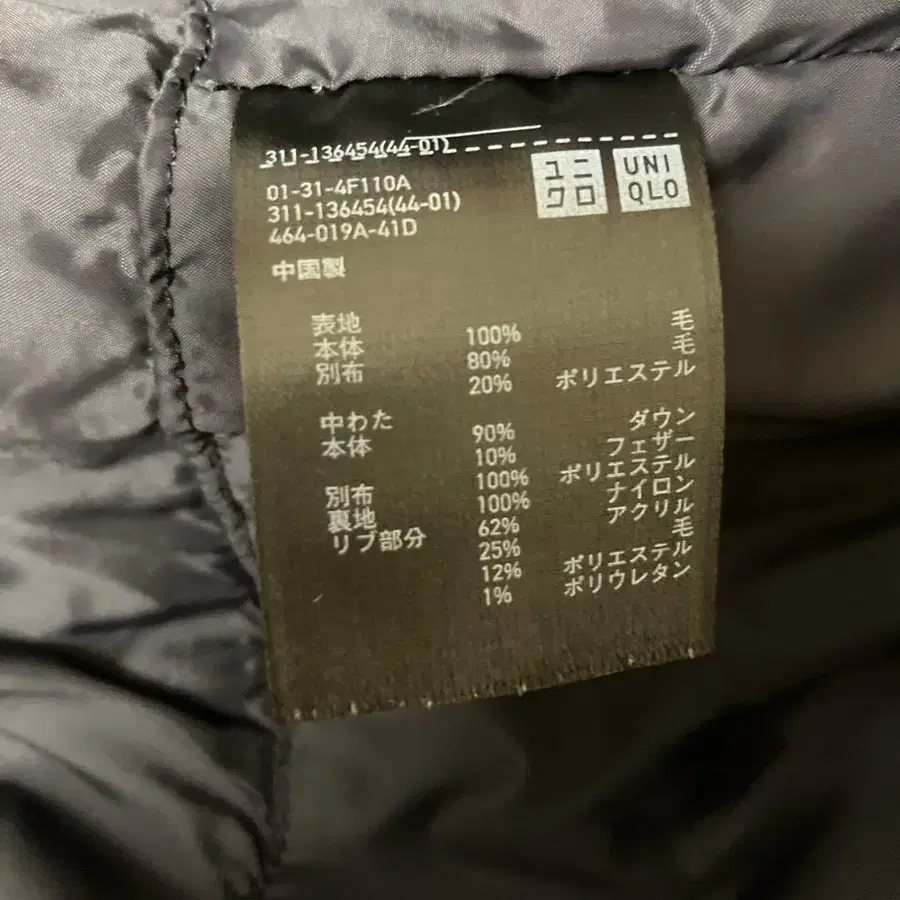 311-136454(44-01)
ユニ
クロ
UNI
QLO
01-31-4F110A
311-136454(44-01)
464-019A-41D
中国製
表地
本体 100% 毛
別布 80% 毛
20% ポリエステル
中わた
本体 90% ダウン
10% フェザー
別布 100% ポリエステル
裏地 100% ナイロン
リブ部分 62% アクリル
25% 毛
12% ポリエステル
1% ポリウレタン